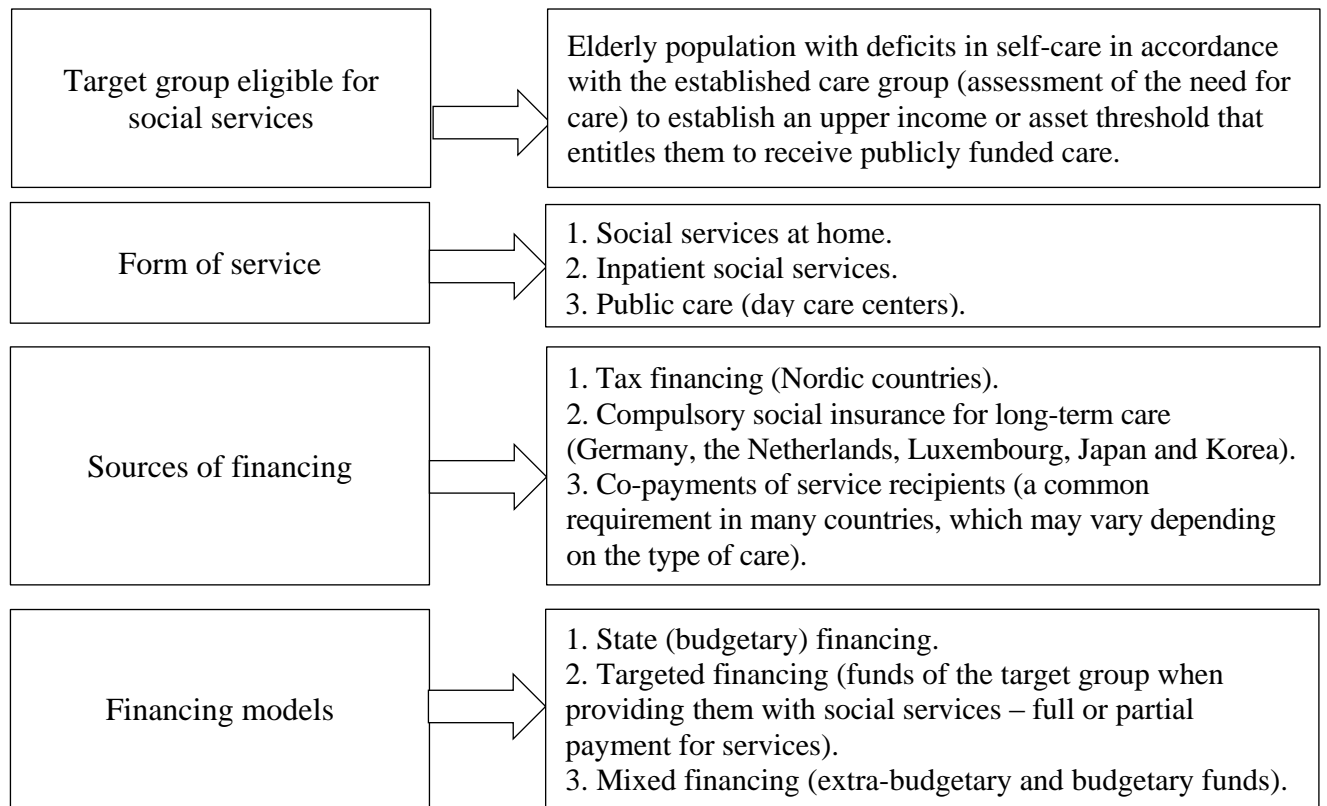 Target group eligible for
social services
Elderly population with deficits in self-care in accordance
with the established care group (assessment of the need for
care) to establish an upper income or asset threshold that
entitles them to receive publicly funded care.
Form of service
1. Social services at home.
2. Inpatient social services.
3. Public care (day care centers).
Sources of financing
1. Tax financing (Nordic countries).
2. Compulsory social insurance for long-term care
(Germany, the Netherlands, Luxembourg, Japan and Korea).
3. Co-payments of service recipients (a common
requirement in many countries, which may vary depending
on the type of care).
Financing models
1. State (budgetary) financing.
2. Targeted financing (funds of the target group when
providing them with social services – full or partial
payment for services).
3. Mixed financing (extra-budgetary and budgetary funds).